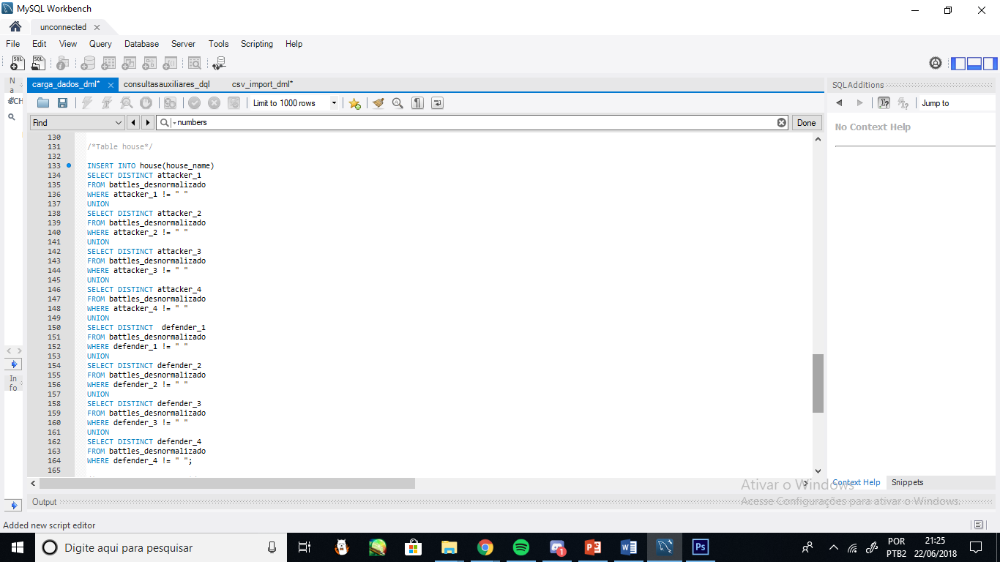 MySQL Workbench
unconnected
File Edit View Query Database Server Tools Scripting Help
carga_dados_dml* consultasauxiliares_dql csv_import_dml*
SQLAdditions
Limit to 1000 rows
Jump to
Find numbers Done
No Context Help
N
a
CH
In
fo
130
131 /*Table house*/
132
133 INSERT INTO house(house_name)
134 SELECT DISTINCT attacker_1
135 FROM battles_desnormalizado
136 WHERE attacker_1 != " "
137 UNION
138 SELECT DISTINCT attacker_2
139 FROM battles_desnormalizado
140 WHERE attacker_2 != " "
141 UNION
142 SELECT DISTINCT attacker_3
143 FROM battles_desnormalizado
144 WHERE attacker_3 != " "
145 UNION
146 SELECT DISTINCT attacker_4
147 FROM battles_desnormalizado
148 WHERE attacker_4 != " "
149 UNION
150 SELECT DISTINCT  defender_1
151 FROM battles_desnormalizado
152 WHERE defender_1 != " "
153 UNION
154 SELECT DISTINCT defender_2
155 FROM battles_desnormalizado
156 WHERE defender_2 != " "
157 UNION
158 SELECT DISTINCT defender_3
159 FROM battles_desnormalizado
160 WHERE defender_3 != " "
161 UNION
162 SELECT DISTINCT defender_4
163 FROM battles_desnormalizado
164 WHERE defender_4 != " ";
165
Context Help Snippets
Ativar o Windows
Acesse Configurações para ativar o Windows.
Output
Added new script editor
Digite aqui para pesquisar
POR
PTB2
21:25
22/06/2018